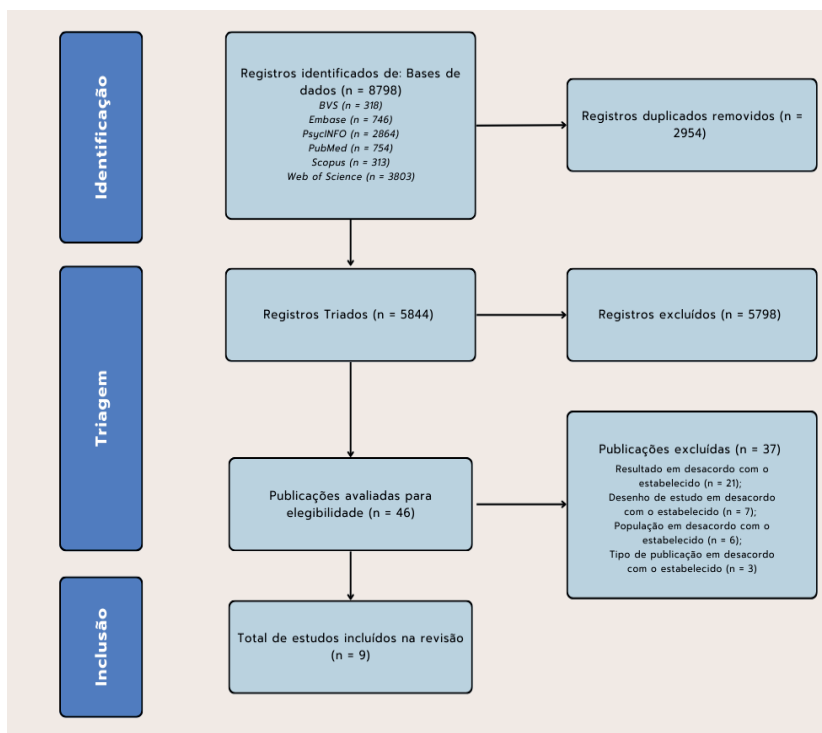 Identificação
Registros identificados de: Bases de
dados (n = 8798)
BVS (n = 318)
Embase (n = 746)
PsycINFO (n = 2864)
PubMed (n = 754)
Scopus (n = 313)
Web of Science (n = 3803)
Registros duplicados removidos (n =
2954)
Triagem
Registros Triados (n = 5844)
Registros excluídos (n = 5798)
Publicações avaliadas para
elegibilidade (n = 46)
Publicações excluídas (n = 37)
Resultado em desacordo com o
estabelecido (n = 21);
Desenho de estudo em desacordo
com o estabelecido (n = 7);
População em desacordo com o
estabelecido (n = 6);
Tipo de publicação em desacordo
com o estabelecido (n = 3)
Inclusão
Total de estudos incluídos na revisão
(n = 9)